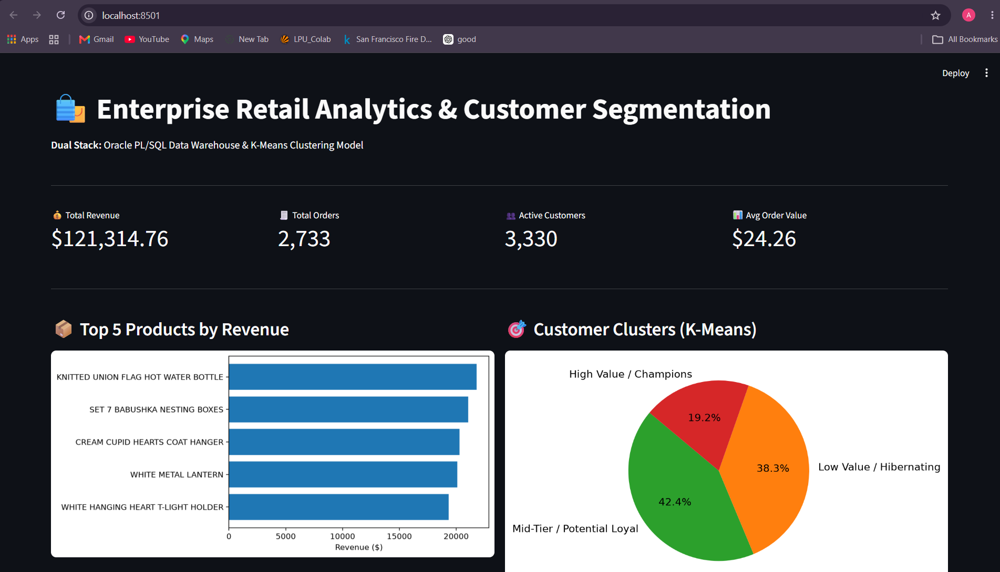 localhost:8501
A
Apps
Gmail
YouTube
Maps
New Tab
LPU_Colab
San Francisco Fire D...
good
All Bookmarks
Deploy
Enterprise Retail Analytics & Customer Segmentation
Dual Stack: Oracle PL/SQL Data Warehouse & K-Means Clustering Model
Total Revenue
$121,314.76
Total Orders
2,733
Active Customers
3,330
Avg Order Value
$24.26
Top 5 Products by Revenue
KNITTED UNION FLAG HOT WATER BOTTLE
SET 7 BABUSHKA NESTING BOXES
CREAM CUPID HEARTS COAT HANGER
WHITE METAL LANTERN
WHITE HANGING HEART T-LIGHT HOLDER
0 5000 10000 15000 20000
Revenue ($)
Customer Clusters (K-Means)
High Value / Champions
19.2%
38.3%
Low Value / Hibernating
42.4%
Mid-Tier / Potential Loyal